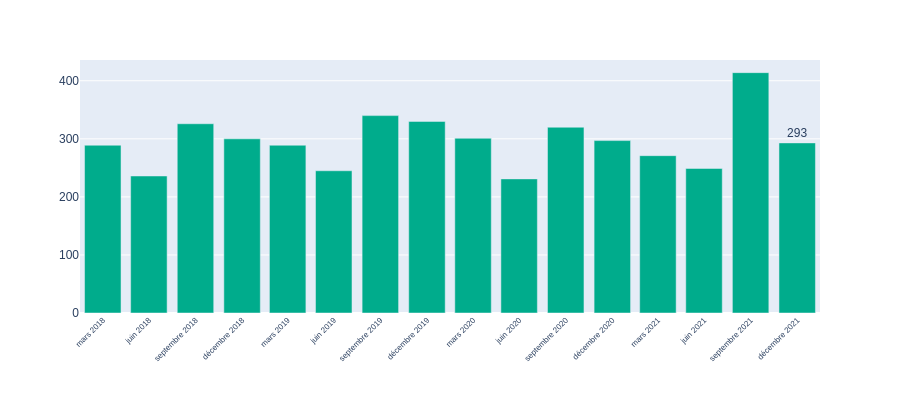 400
300
200
100
0
293
mars 2018
juin 2018
septembre 2018
décembre 2018
mars 2019
juin 2019
septembre 2019
décembre 2019
mars 2020
juin 2020
septembre 2020
décembre 2020
mars 2021
juin 2021
septembre 2021
décembre 2021